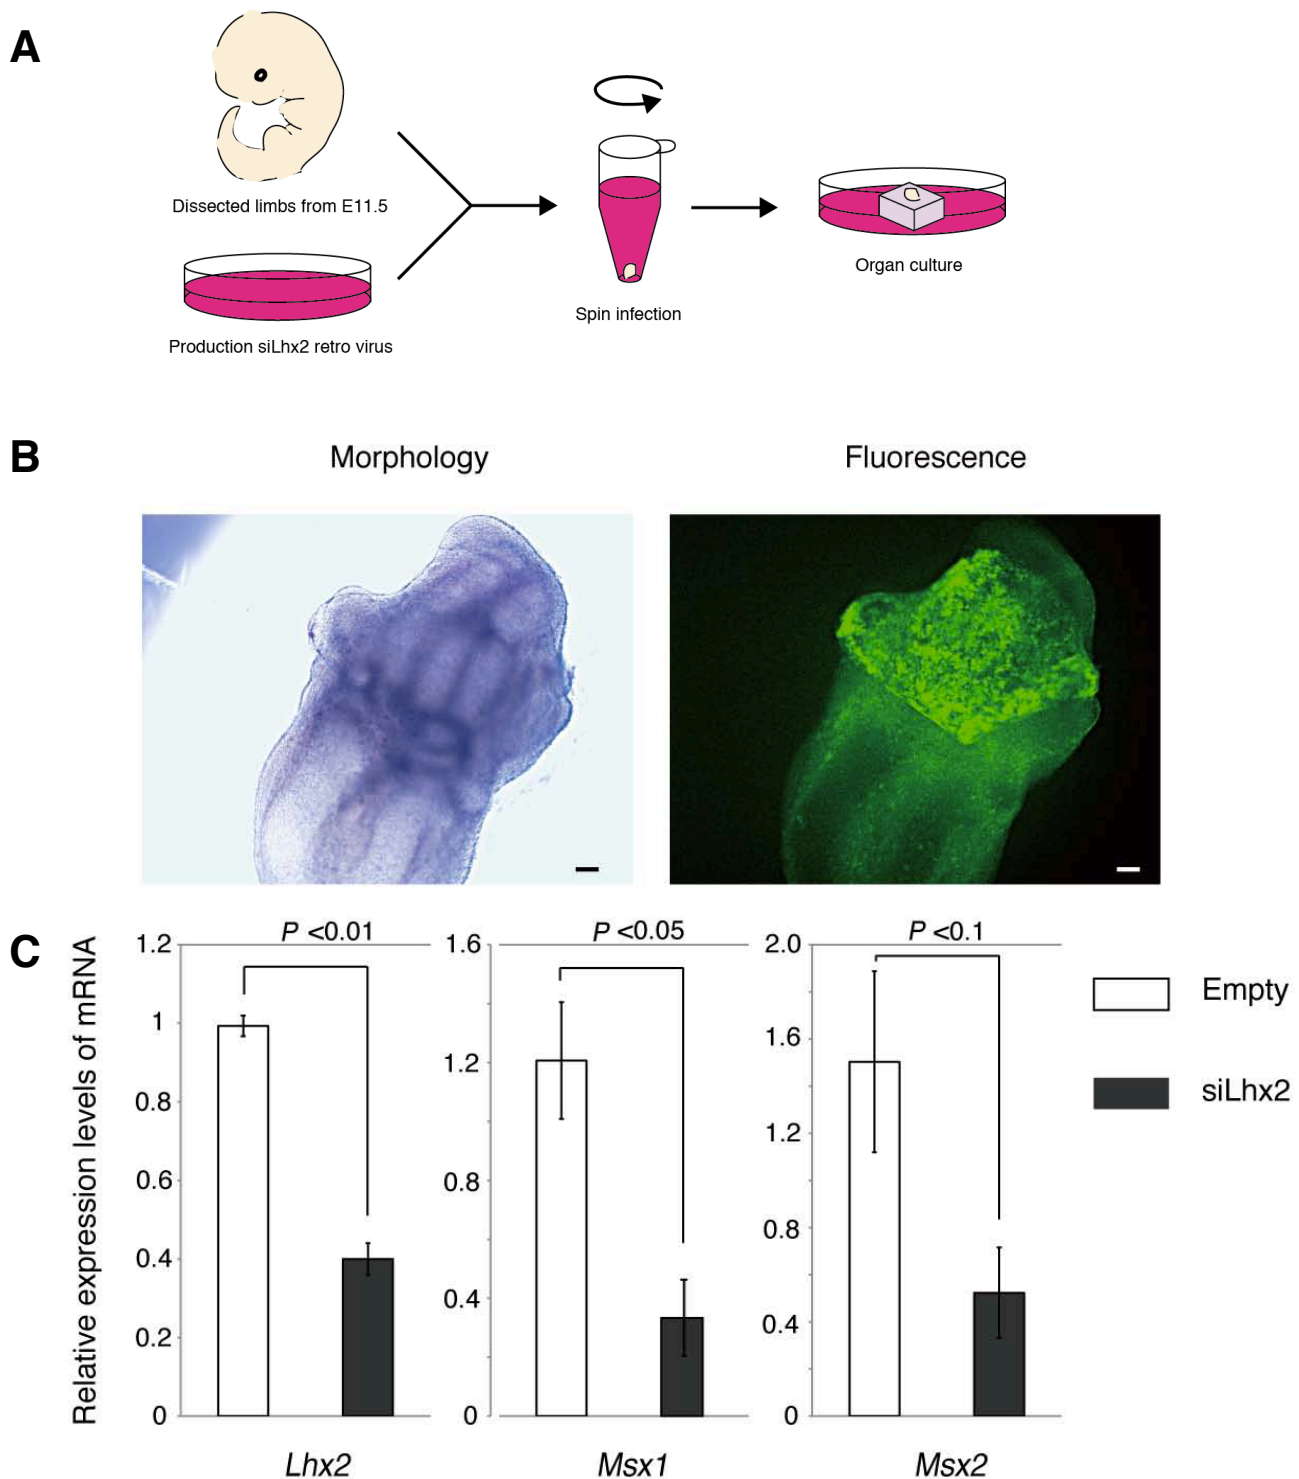 A
Dissected limbs from E11.5
Production siLhx2 retro virus
Spin infection
Organ culture
B
Morphology
Fluorescence
C
Relative expression levels of mRNA
P <0.01
1.2
1
0.8
0.6
0.4
0.2
0
Lhx2
P <0.05
1.6
1.2
0.8
0.4
0
Msx1
P <0.1
2.0
1.6
1.2
0.8
0.4
0
Msx2
Empty
siLhx2